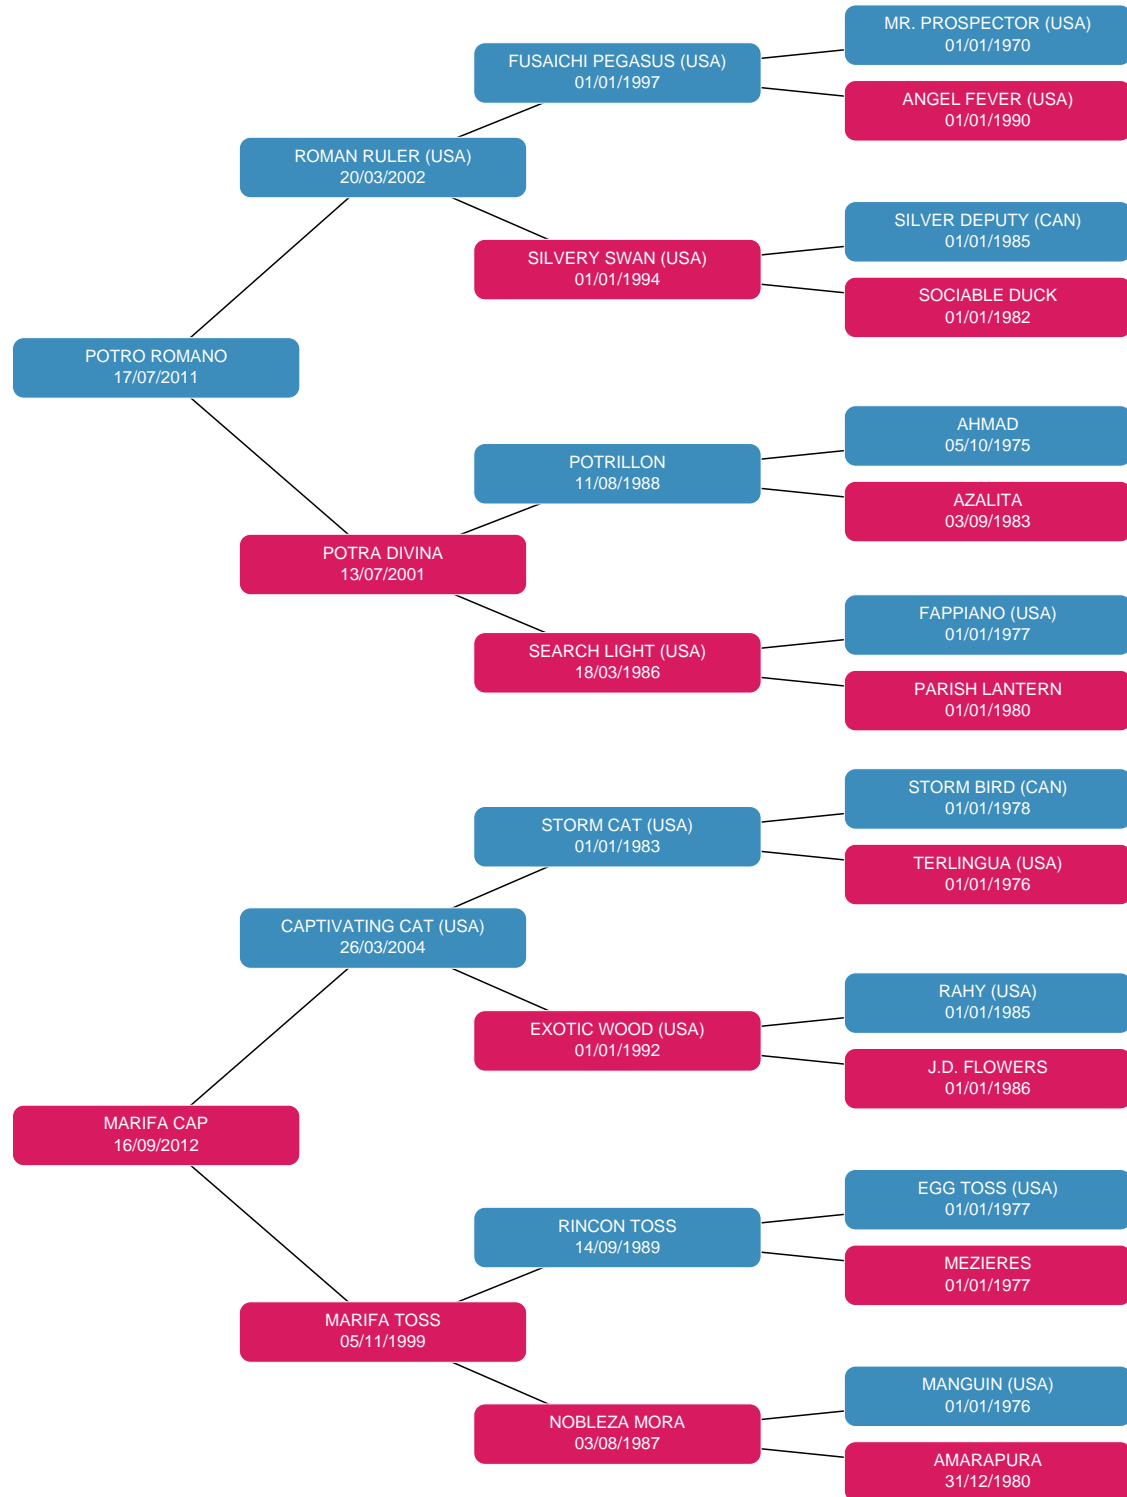 MR. PROSPECTOR (USA)
01/01/1970
FUSAICHI PEGASUS (USA)
01/01/1997
ANGEL FEVER (USA)
01/01/1990
ROMAN RULER (USA)
20/03/2002
SILVER DEPUTY (CAN)
01/01/1985
SILVERY SWAN (USA)
01/01/1994
SOCIABLE DUCK
01/01/1982
POTRO ROMANO
17/07/2011
AHMAD
05/10/1975
POTRILLON
11/08/1988
AZALITA
03/09/1983
POTRA DIVINA
13/07/2001
FAPPIANO (USA)
01/01/1977
SEARCH LIGHT (USA)
18/03/1986
PARISH LANTERN
01/01/1980
STORM BIRD (CAN)
01/01/1978
STORM CAT (USA)
01/01/1983
TERLINGUA (USA)
01/01/1976
CAPTIVATING CAT (USA)
26/03/2004
RAHY (USA)
01/01/1985
EXOTIC WOOD (USA)
01/01/1992
J.D. FLOWERS
01/01/1986
MARIFA CAP
16/09/2012
EGG TOSS (USA)
01/01/1977
RINCON TOSS
14/09/1989
MEZIERES
01/01/1977
MARIFA TOSS
05/11/1999
MANGUIN (USA)
01/01/1976
NOBLEZA MORA
03/08/1987
AMARAPURA
31/12/1980